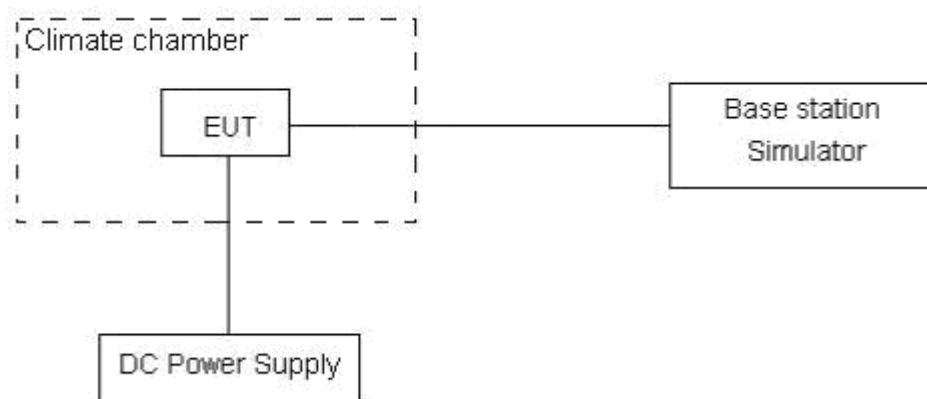 Climate chamber
EUT
Base station
Simulator
DC Power Supply